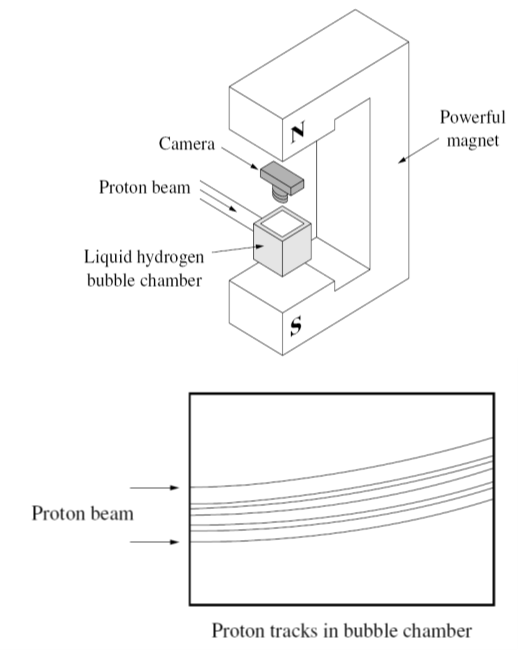 N
Powerful
magnet
Camera
Proton beam
Liquid hydrogen
bubble chamber
S
Proton beam
Proton tracks in bubble chamber